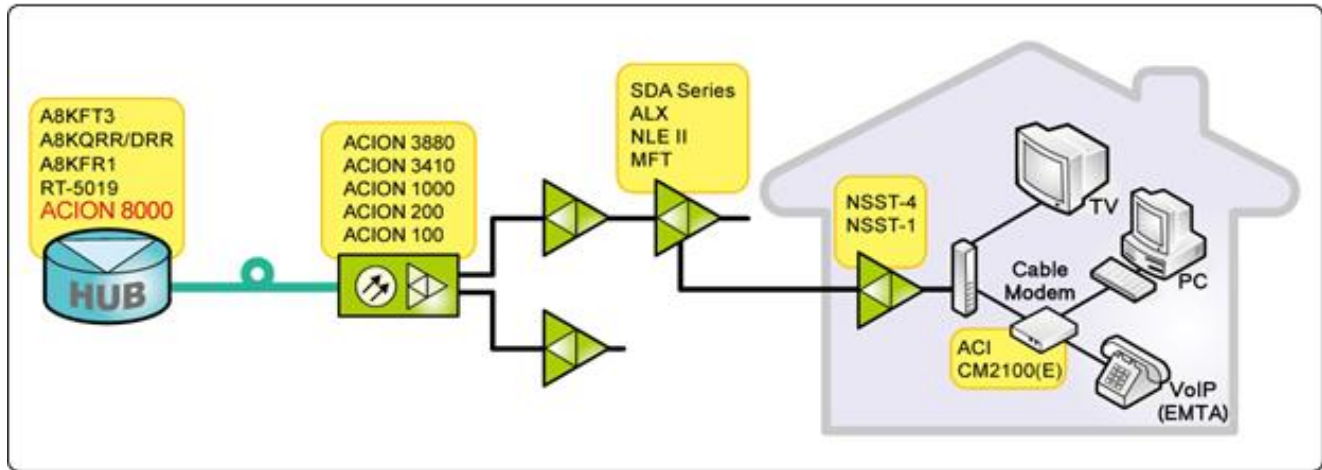 A8KFT3
A8KQRR/DRR
A8KFR1
RT-5019
ACION 8000
HUB
ACION 3880
ACION 3410
ACION 1000
ACION 200
ACION 100
SDA Series
ALX
NLE II
MFT
NSST-4
NSST-1
TV
PC
Cable
Modem
ACI
CM2100(E)
VoIP
(EMTA)